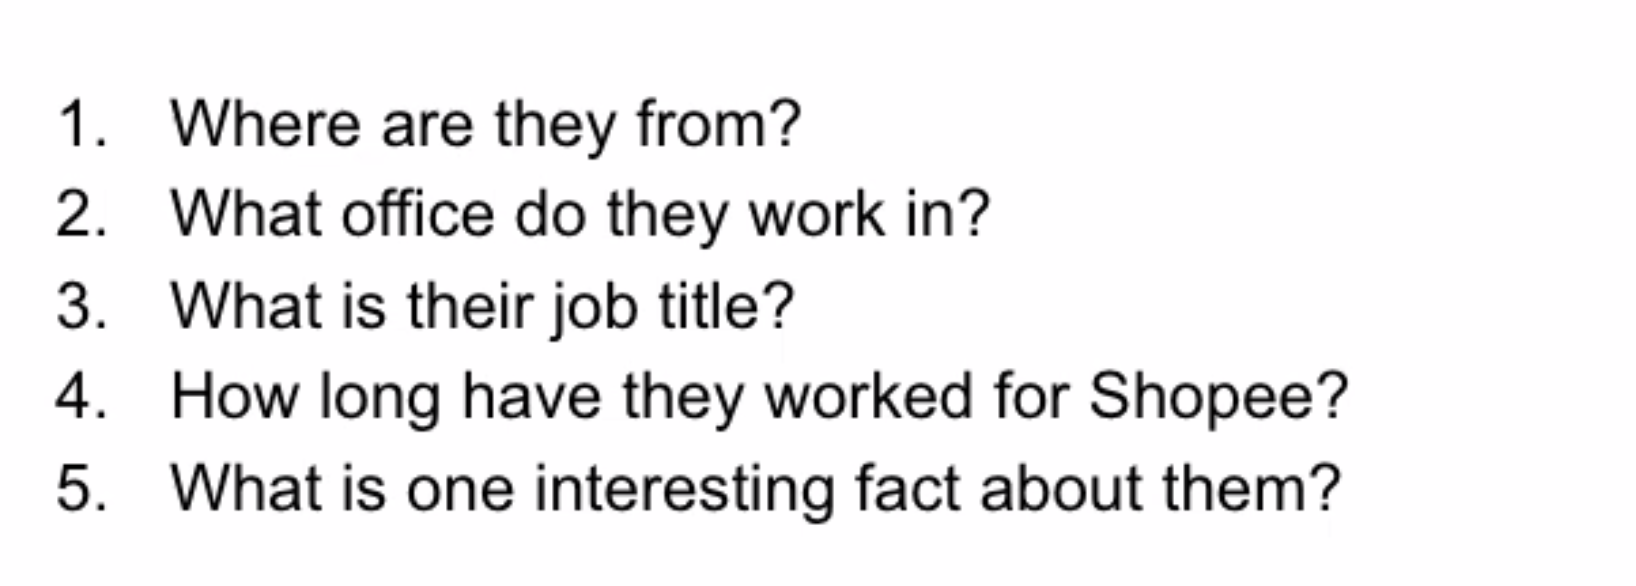 1. Where are they from?
2. What office do they work in?
3. What is their job title?
4. How long have they worked for Shopee?
5. What is one interesting fact about them?